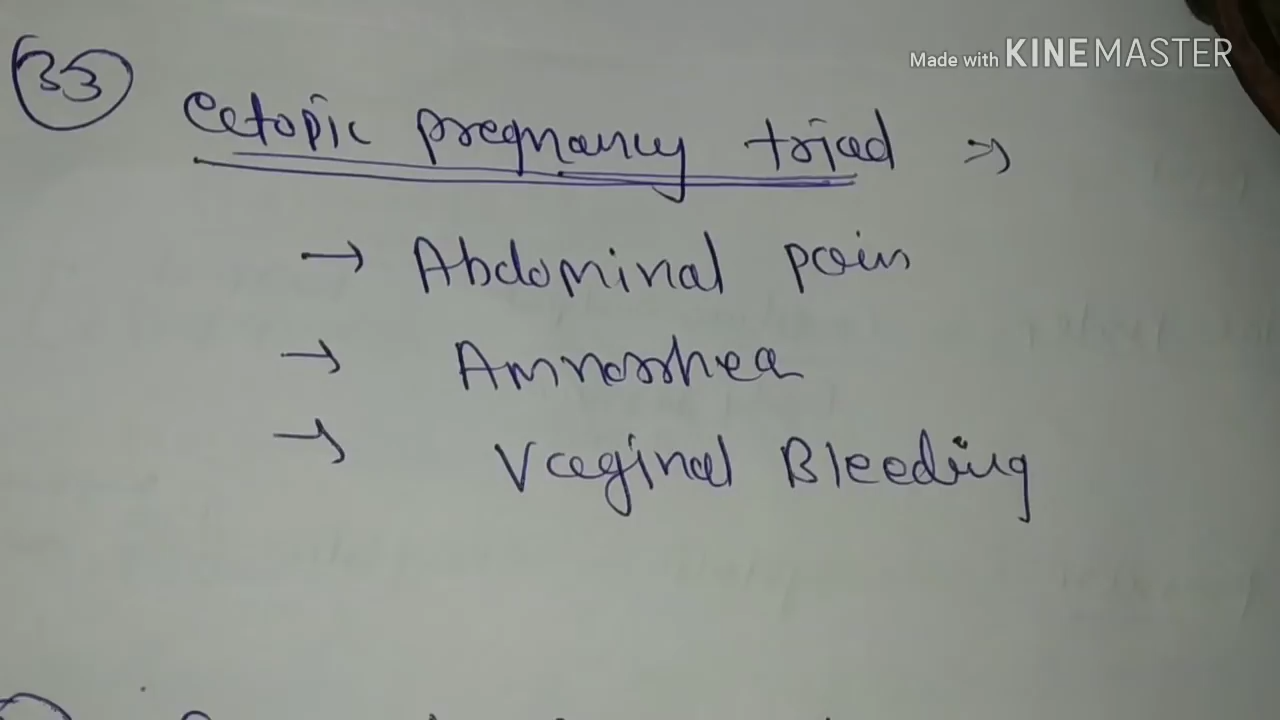 Made with KINEMASTER
33
Ectopic pregnancy triad →
→ Abdominal pain
→ Amnorrhea
→ Vaginal Bleeding